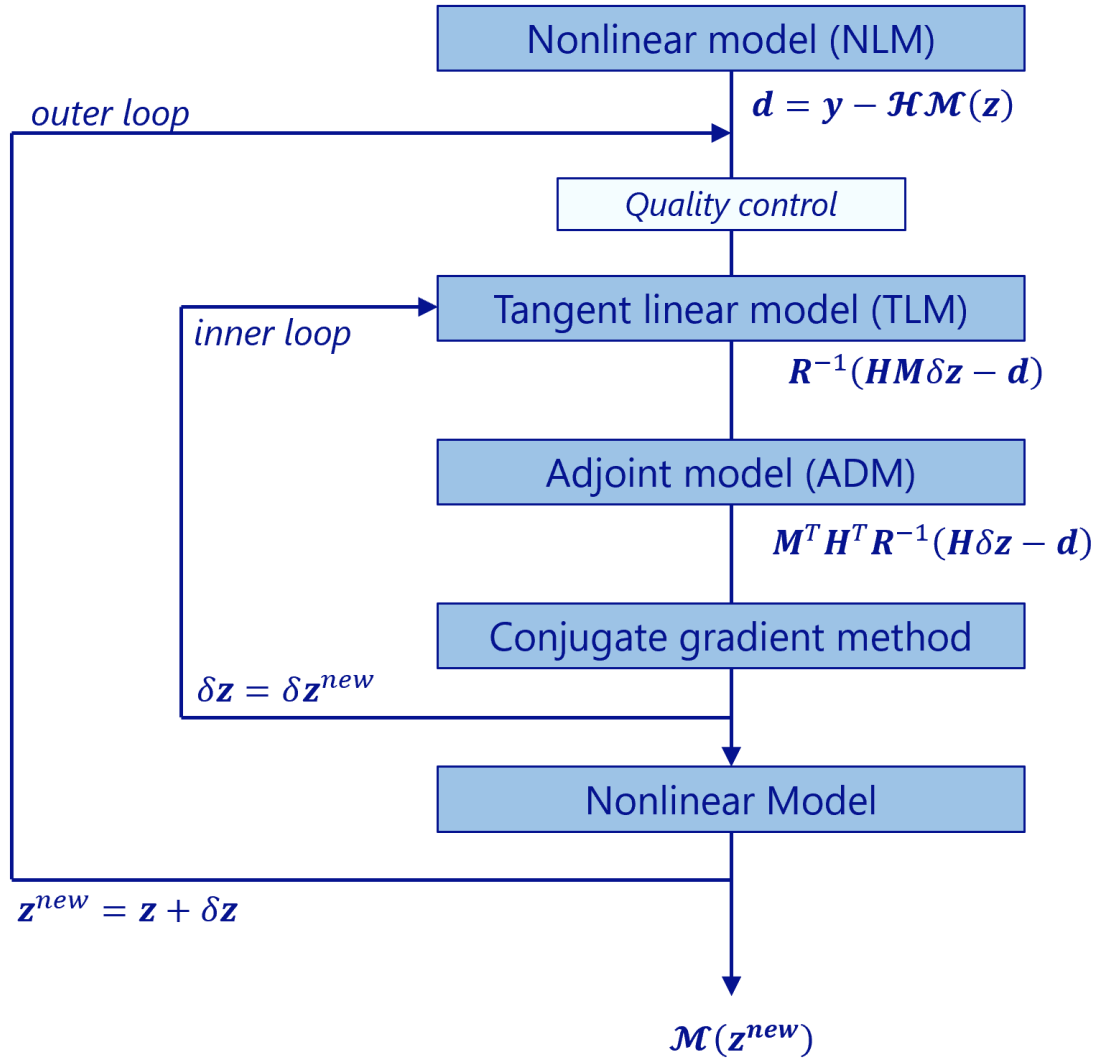 Nonlinear model (NLM)
outer loop
𝒅 = 𝒚 − 𝓗𝓜(𝒛)
Quality control
Tangent linear model (TLM)
inner loop
𝑹⁻¹(𝑯𝑴𝛿𝒛 − 𝒅)
Adjoint model (ADM)
𝑴ᵀ𝑯ᵀ𝑹⁻¹(𝑯𝛿𝒛 − 𝒅)
Conjugate gradient method
𝛿𝒛 = 𝛿𝒛ⁿᵉʷ
Nonlinear Model
𝒛ⁿᵉʷ = 𝒛 + 𝛿𝒛
𝓜(𝒛ⁿᵉʷ)